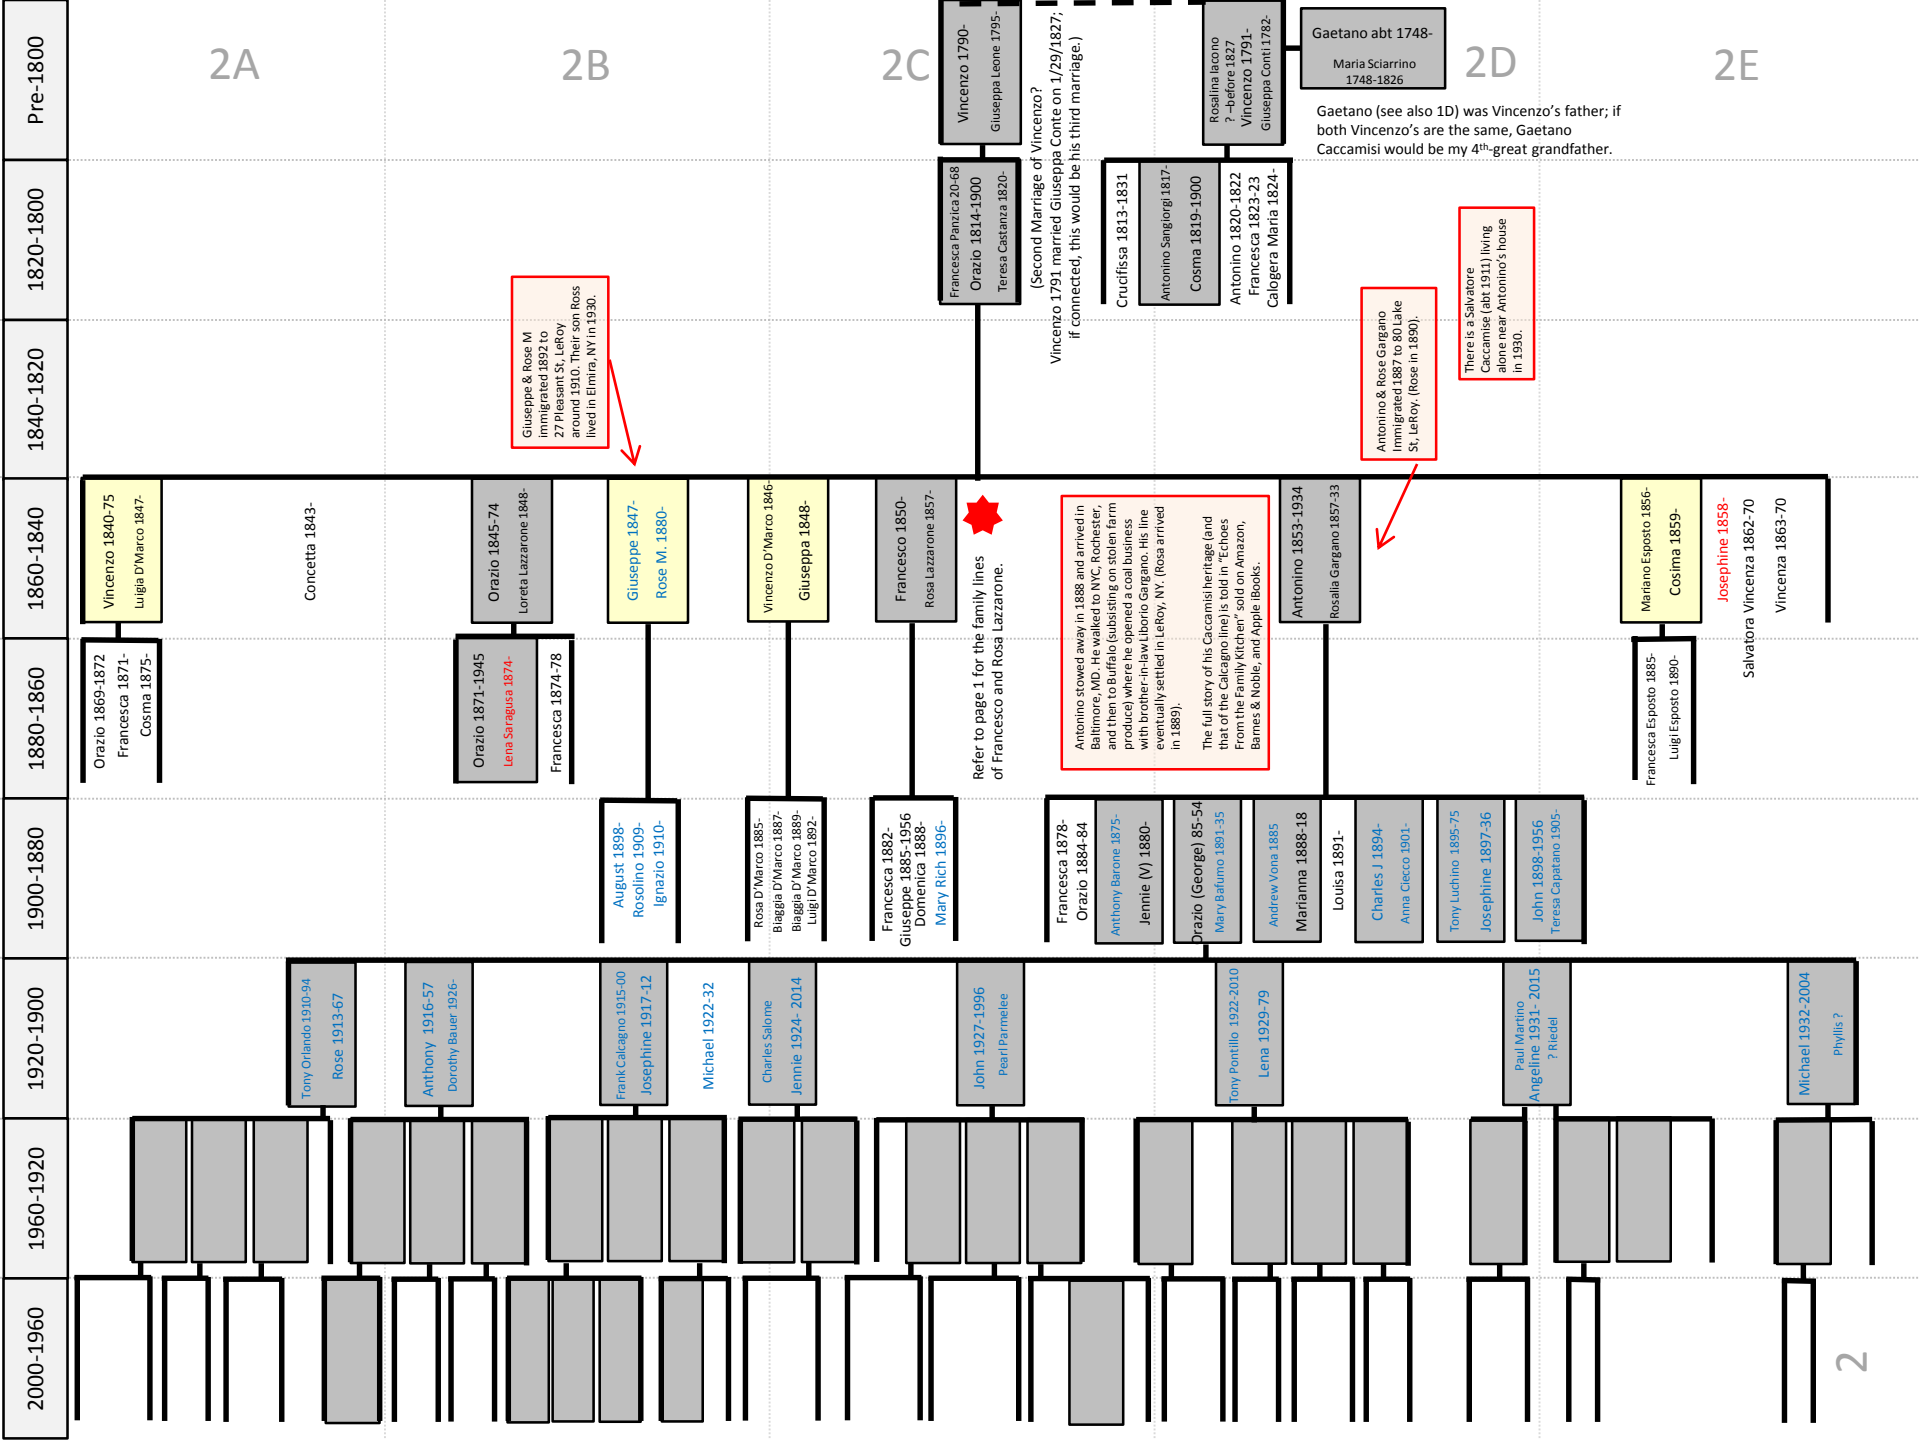 Pre-1800
2A
2B
2C
2D
2E
Vincenzo 1790-
Giuseppa Leone 1795-
(Second Marriage of Vincenzo?
Vincenzo 1791 married Giuseppa Conte on 1/29/1827;
if connected, this would be his third marriage.)
Rosalina Iacono
? –before 1827
Vincenzo 1791-
Giuseppa Conti 1782-
Gaetano abt 1748-
Maria Sciarrino
1748-1826
Gaetano (see also 1D) was Vincenzo's father; if
both Vincenzo's are the same, Gaetano
Caccamisi would be my 4th-great grandfather.
1820-1800
Francesca Panzica 20-68
Orazio 1814-1900
Teresa Castanza 1820-
Crucifissa 1813-1831
Antonino Sangiorgi 1817-
Cosma 1819-1900
Antonino 1820-1822
Francesca 1823-23
Calogera Maria 1824-
1840-1820
Giuseppe & Rose M
immigrated 1892 to
27 Pleasant St, LeRoy
around 1910. Their son Ross
lived in Elmira, NY in 1930.
Antonino & Rose Gargano
Immigrated 1887 to 80 Lake
St, LeRoy. (Rose in 1890).
There is a Salvatore
Caccamise (abt 1911) living
alone near Antonino's house
in 1930.
1860-1840
Vincenzo 1840-75
Luigia D'Marco 1847-
Concetta 1843-
Orazio 1845-74
Loreta Lazzarone 1848-
Giuseppe 1847-
Rose M. 1880-
Vincenzo D'Marco 1846-
Giuseppa 1848-
Francesco 1850-
Rosa Lazzarone 1857-
Refer to page 1 for the family lines
of Francesco and Rosa Lazzarone.
Antonino stowed away in 1888 and arrived in
Baltimore, MD. He walked to NYC, Rochester,
and then to Buffalo (subsisting on stolen farm
produce) where he opened a coal business
with brother-in-law Liborio Gargano. His line
eventually settled in LeRoy, NY. (Rosa arrived
in 1889).
The full story of his Caccamisi heritage (and
that of the Calcagno line) is told in "Echoes
From the Family Kitchen" sold on Amazon,
Barnes & Noble, and Apple iBooks.
Antonino 1853-1934
Rosalia Gargano 1857-33
Mariano Esposto 1856-
Cosima 1859-
Josephine 1858-
Salvatora Vincenza 1862-70
Vincenza 1863-70
1880-1860
Orazio 1869-1872
Francesca 1871-
Cosma 1875-
Orazio 1871-1945
Lena Saragusa 1874-
Francesca 1874-78
Francesca Esposto 1885-
Luigi Esposto 1890-
1900-1880
August 1898-
Rosolino 1909-
Ignazio 1910-
Rosa D'Marco 1885-
Biaggia D'Marco 1887-
Biaggia D'Marco 1889-
Luigi D'Marco 1892-
Francesca 1882-
Giuseppe 1885-1956
Domenica 1888-
Mary Rich 1896-
Francesca 1878-
Orazio 1884-84
Anthony Barone 1875-
Jennie (V) 1880-
Orazio (George) 85-54
Mary Bafumo 1891-35
Andrew Vona 1885
Marianna 1888-18
Louisa 1891-
Charles J 1894-
Anna Ciecco 1901-
Tony Luchino 1895-75
Josephine 1897-36
John 1898-1956
Teresa Capatano 1905-
1920-1900
Tony Orlando 1910-94
Rose 1913-67
Anthony 1916-57
Dorothy Bauer 1926-
Frank Calcagno 1915-00
Josephine 1917-12
Michael 1922-32
Charles Salome
Jennie 1924- 2014
John 1927-1996
Pearl Parmelee
Tony Pontillo 1922-2010
Lena 1929-79
Paul Martino
Angeline 1931- 2015
? Riedel
Michael 1932-2004
Phyllis ?
1960-1920
2000-1960
2